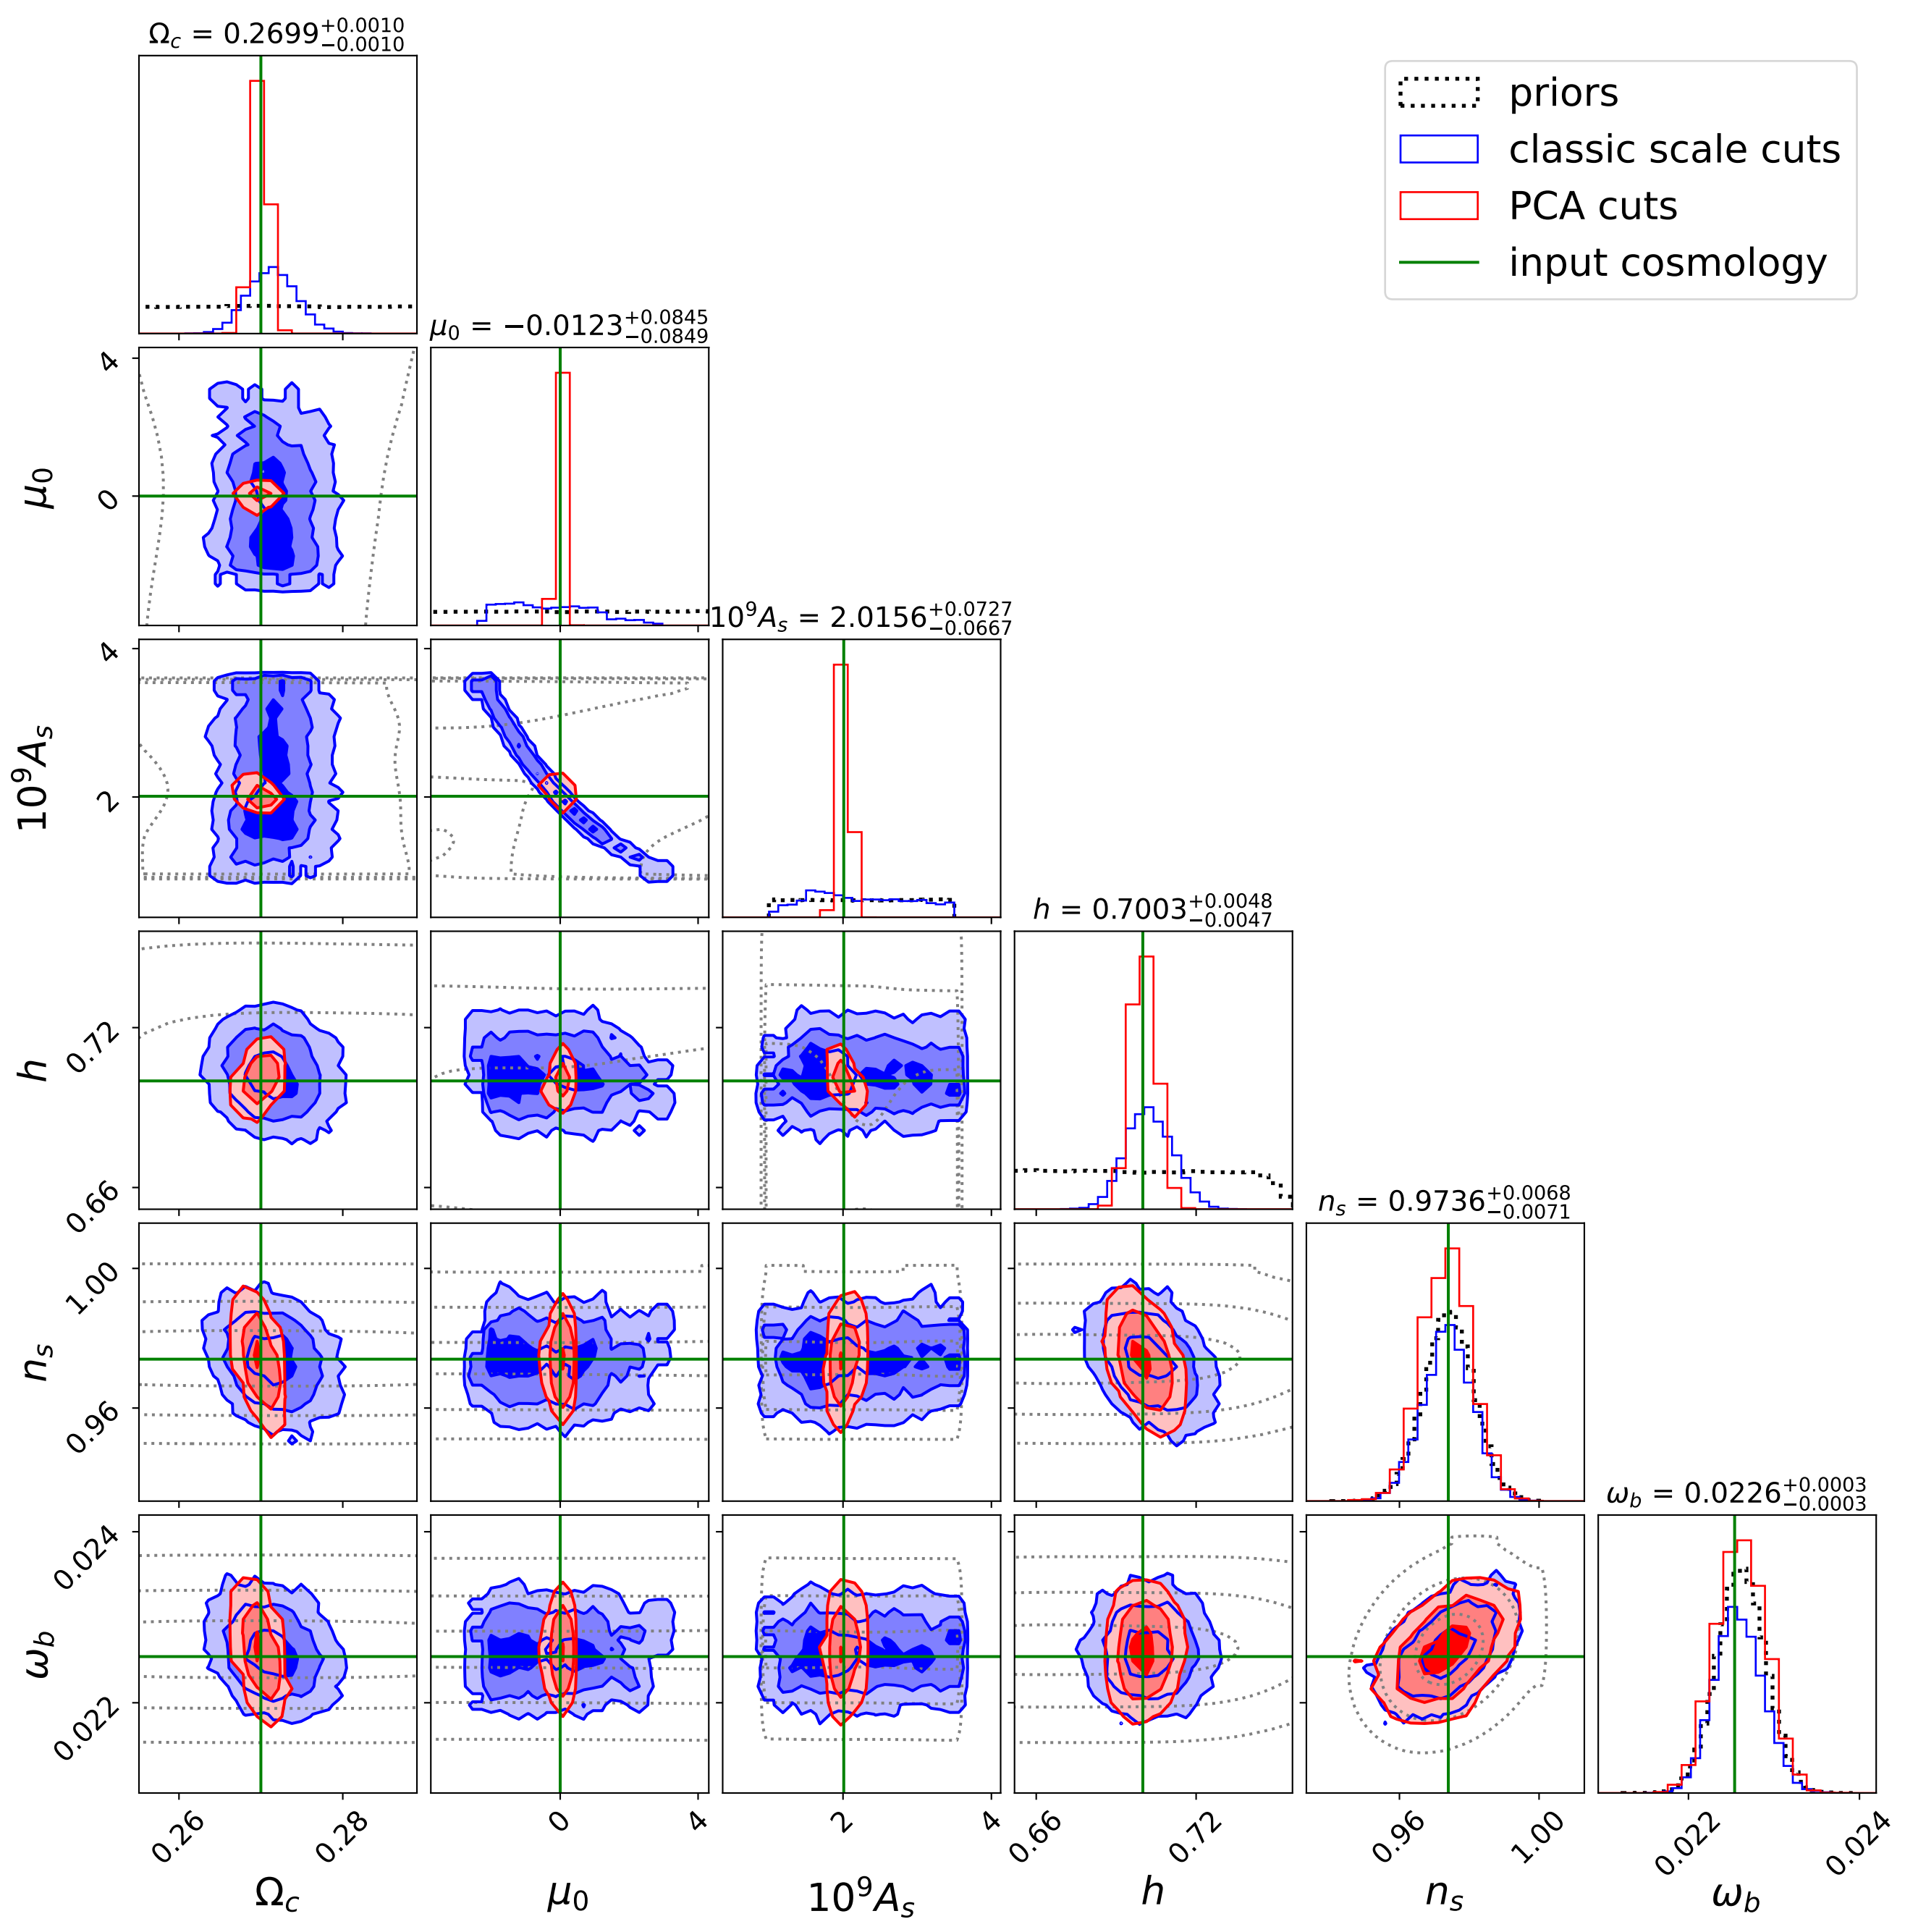 Ω_c = 0.2699^{+0.0010}_{−0.0010}
priors
classic scale cuts
PCA cuts
input cosmology
μ_0 = −0.0123^{+0.0845}_{−0.0849}
4
0
μ_0
10^9A_s = 2.0156^{+0.0727}_{−0.0667}
4
2
10^9A_s
h = 0.7003^{+0.0048}_{−0.0047}
0.72
0.66
h
n_s = 0.9736^{+0.0068}_{−0.0071}
1.00
0.96
n_s
ω_b = 0.0226^{+0.0003}_{−0.0003}
0.024
0.022
ω_b
0.26 0.28 0 4 2 4 0.66 0.72 0.96 1.00 0.022 0.024
Ω_c μ_0 10^9A_s h n_s ω_b